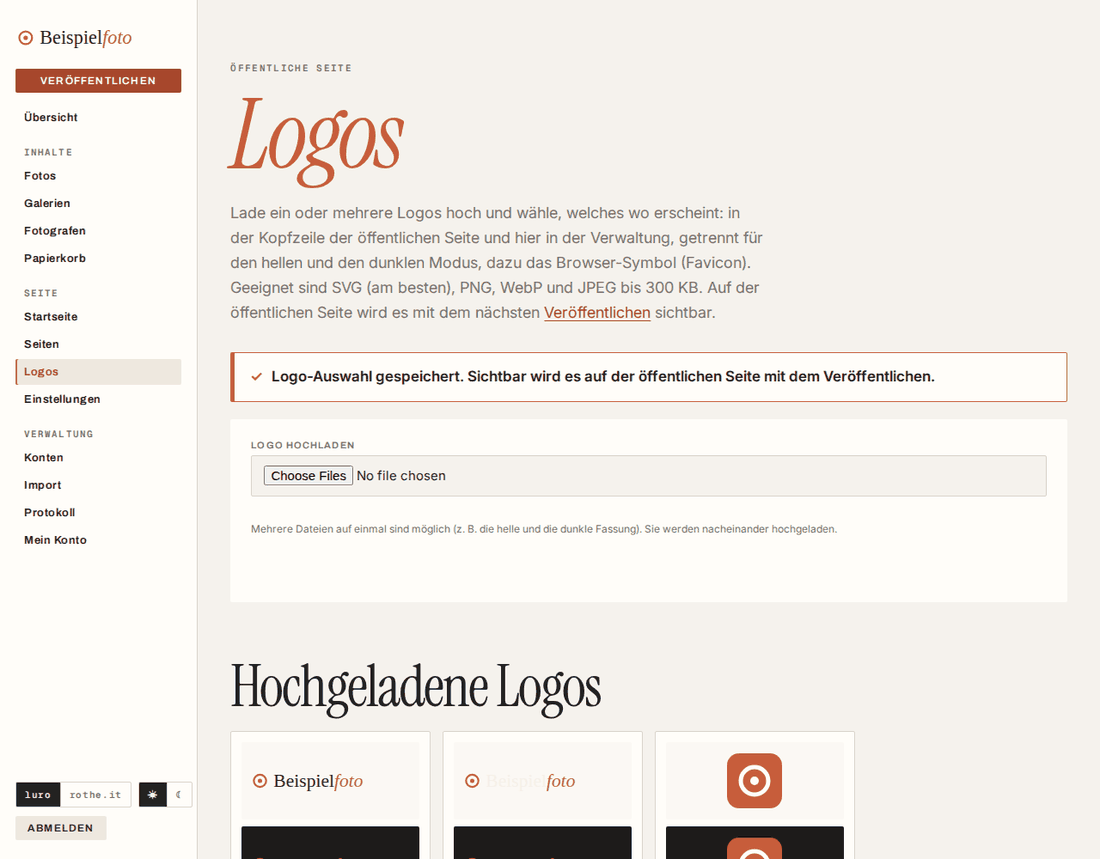 Beispielfoto
VERÖFFENTLICHEN
Übersicht
INHALTE
Fotos
Galerien
Fotografen
Papierkorb
SEITE
Startseite
Seiten
Logos
Einstellungen
VERWALTUNG
Konten
Import
Protokoll
Mein Konto
luro rothe.it
ABMELDEN
ÖFFENTLICHE SEITE
Logos
Lade ein oder mehrere Logos hoch und wähle, welches wo erscheint: in
der Kopfzeile der öffentlichen Seite und hier in der Verwaltung, getrennt für
den hellen und den dunklen Modus, dazu das Browser-Symbol (Favicon).
Geeignet sind SVG (am besten), PNG, WebP und JPEG bis 300 KB. Auf der
öffentlichen Seite wird es mit dem nächsten Veröffentlichen sichtbar.
✓ Logo-Auswahl gespeichert. Sichtbar wird es auf der öffentlichen Seite mit dem Veröffentlichen.
LOGO HOCHLADEN
Choose Files No file chosen
Mehrere Dateien auf einmal sind möglich (z. B. die helle und die dunkle Fassung). Sie werden nacheinander hochgeladen.
Hochgeladene Logos
Beispielfoto
Beispielfoto